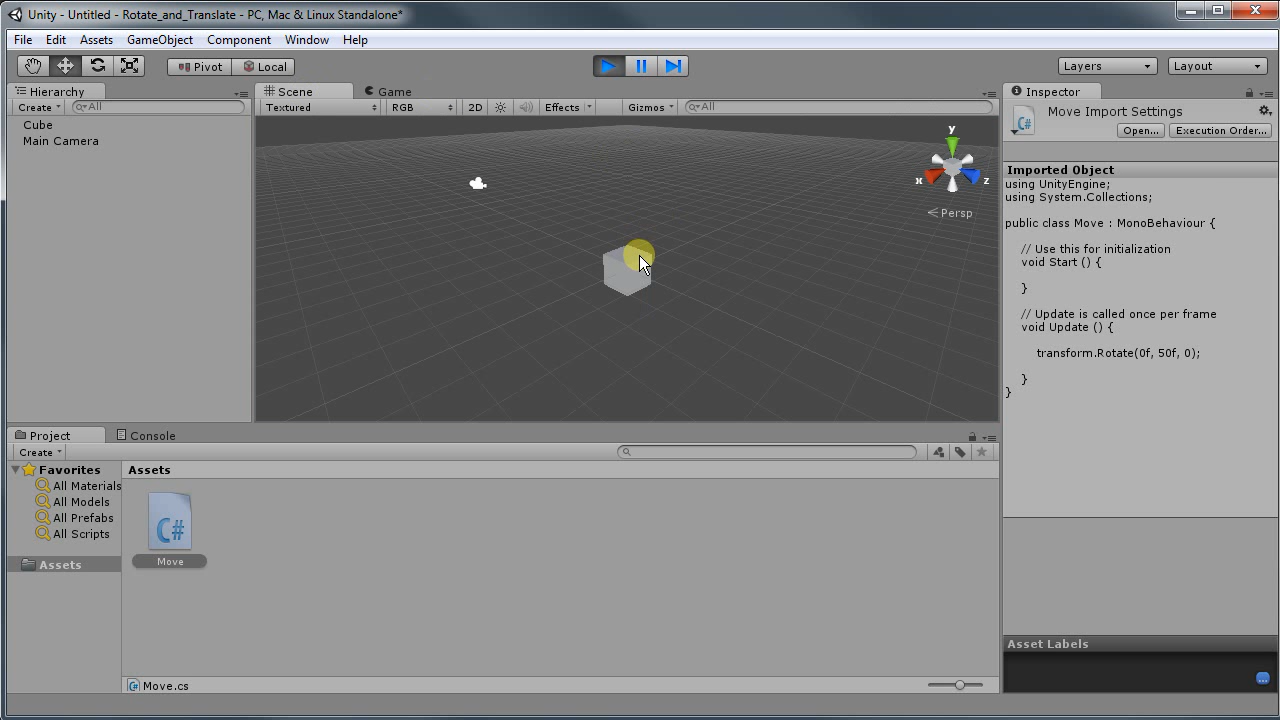 Unity - Untitled - Rotate_and_Translate - PC, Mac & Linux Standalone*
File Edit Assets GameObject Component Window Help
Pivot Local Layers Layout
Hierarchy
Create All
Cube
Main Camera
Scene Game
Textured RGB 2D Effects Gizmos All
y
x z
Persp
Inspector
C#
Move Import Settings
Open... Execution Order...
Imported Object
using UnityEngine;
using System.Collections;
public class Move : MonoBehaviour {
// Use this for initialization
void Start () {
}
// Update is called once per frame
void Update () {
transform.Rotate(0f, 50f, 0);
}
}
Project Console
Create
Favorites
All Materials
All Models
All Prefabs
All Scripts
Assets
Assets
C#
Move
Move.cs
Asset Labels